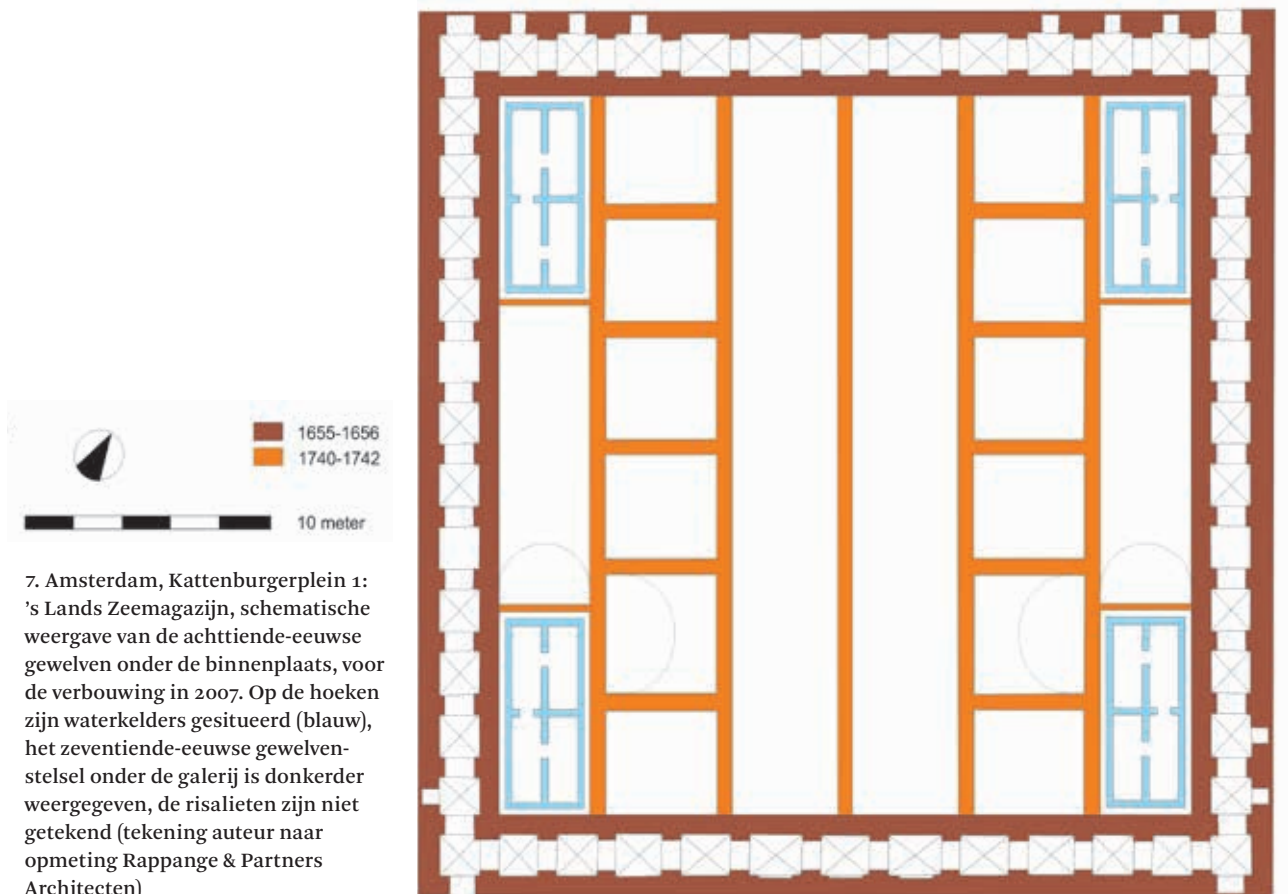 1655-1656
1740-1742
10 meter
7. Amsterdam, Kattenburgerplein 1:
’s Lands Zeemagazijn, schematische
weergave van de achttiende-eeuwse
gewelven onder de binnenplaats, voor
de verbouwing in 2007. Op de hoeken
zijn waterkelders gesitueerd (blauw),
het zeventiende-eeuwse gewelven-
stelsel onder de galerij is donkerder
weergegeven, de risalieten zijn niet
getekend (tekening auteur naar
opmeting Rappange & Partners
Architecten)